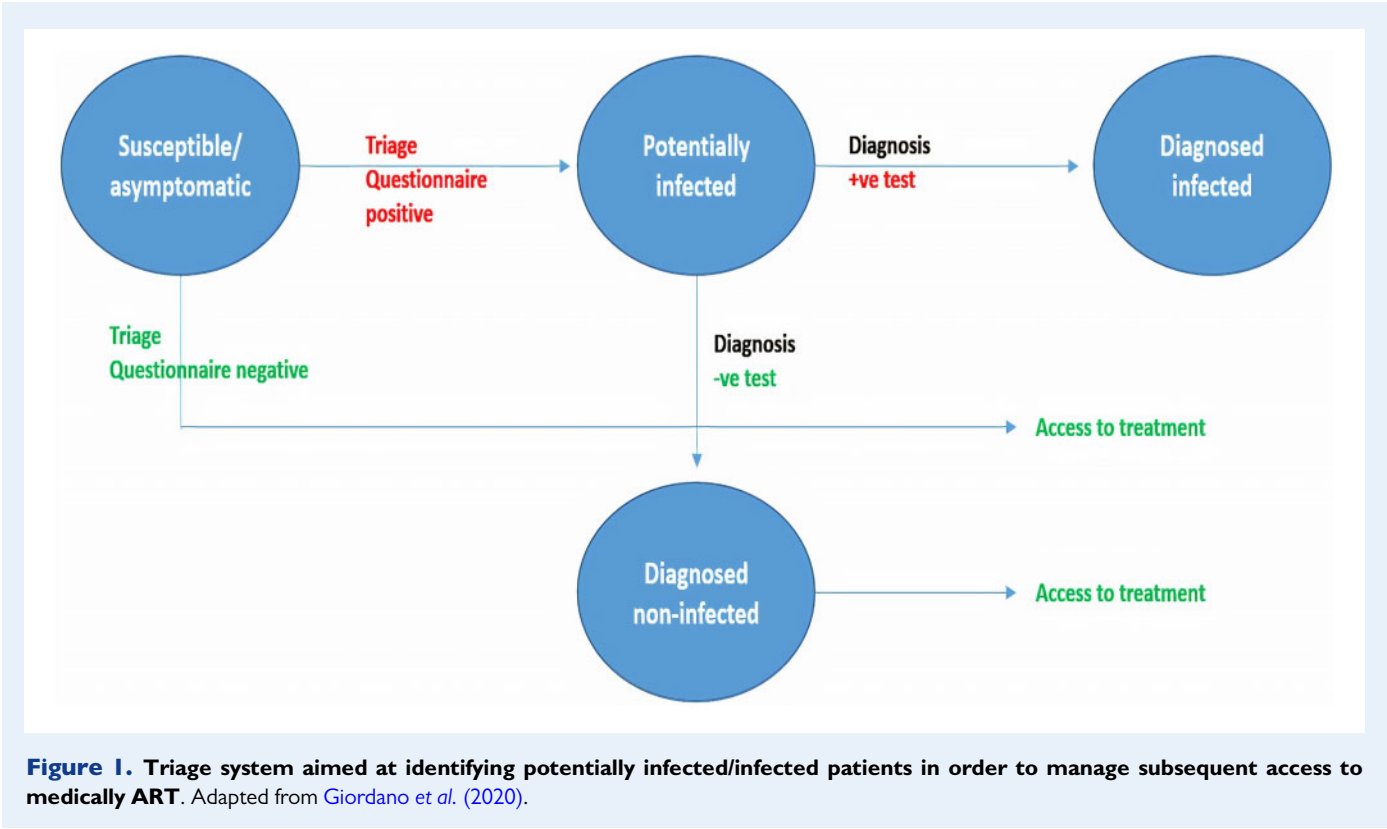 Susceptible/
asymptomatic
Triage
Questionnaire
positive
Potentially
infected
Diagnosis
+ve test
Diagnosed
infected
Triage
Questionnaire negative
Diagnosis
-ve test
Access to treatment
Diagnosed
non-infected
Access to treatment
Figure 1. Triage system aimed at identifying potentially infected/infected patients in order to manage subsequent access to
medically ART. Adapted from Giordano et al. (2020).